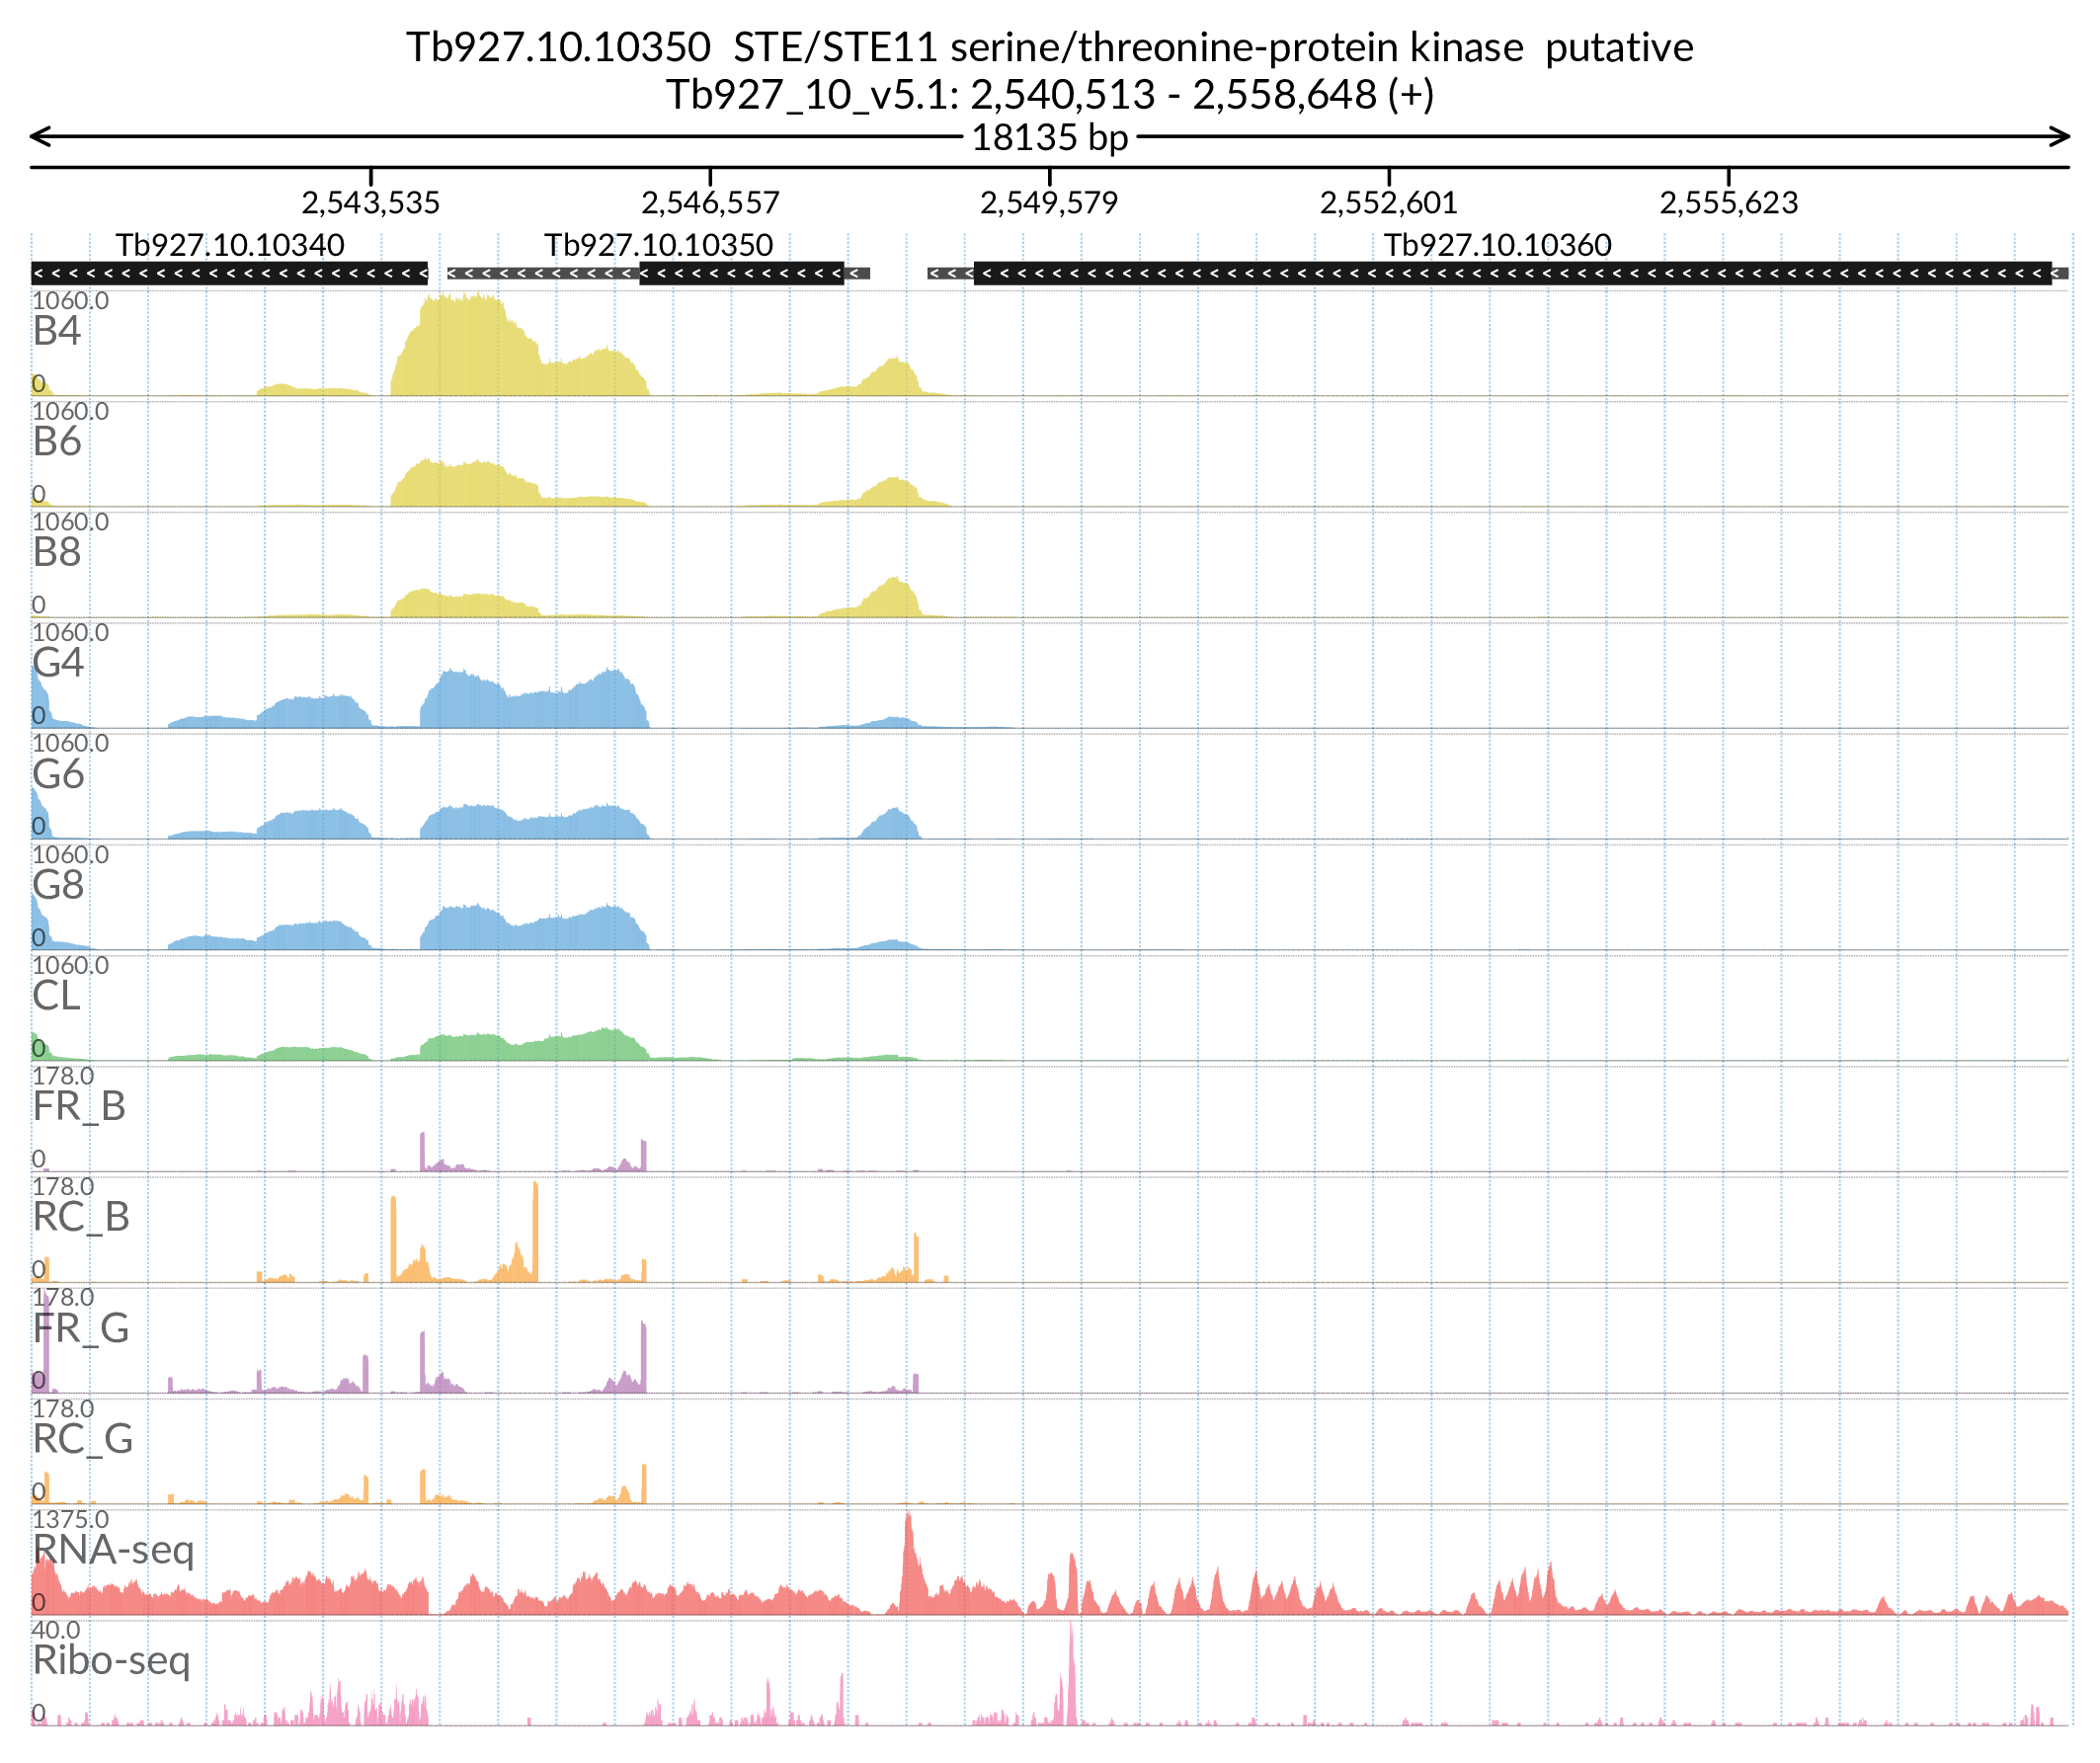 Tb927.10.10350  STE/STE11 serine/threonine-protein kinase  putative
Tb927_10_v5.1: 2,540,513 - 2,558,648 (+)
18135 bp
2,543,535 2,546,557 2,549,579 2,552,601 2,555,623
Tb927.10.10340 Tb927.10.10350 Tb927.10.10360
1060.0
B4
0
1060.0
B6
0
1060.0
B8
0
1060.0
G4
0
1060.0
G6
0
1060.0
G8
0
1060.0
CL
0
178.0
FR_B
0
178.0
RC_B
0
178.0
FR_G
0
178.0
RC_G
0
1375.0
RNA-seq
0
40.0
Ribo-seq
0